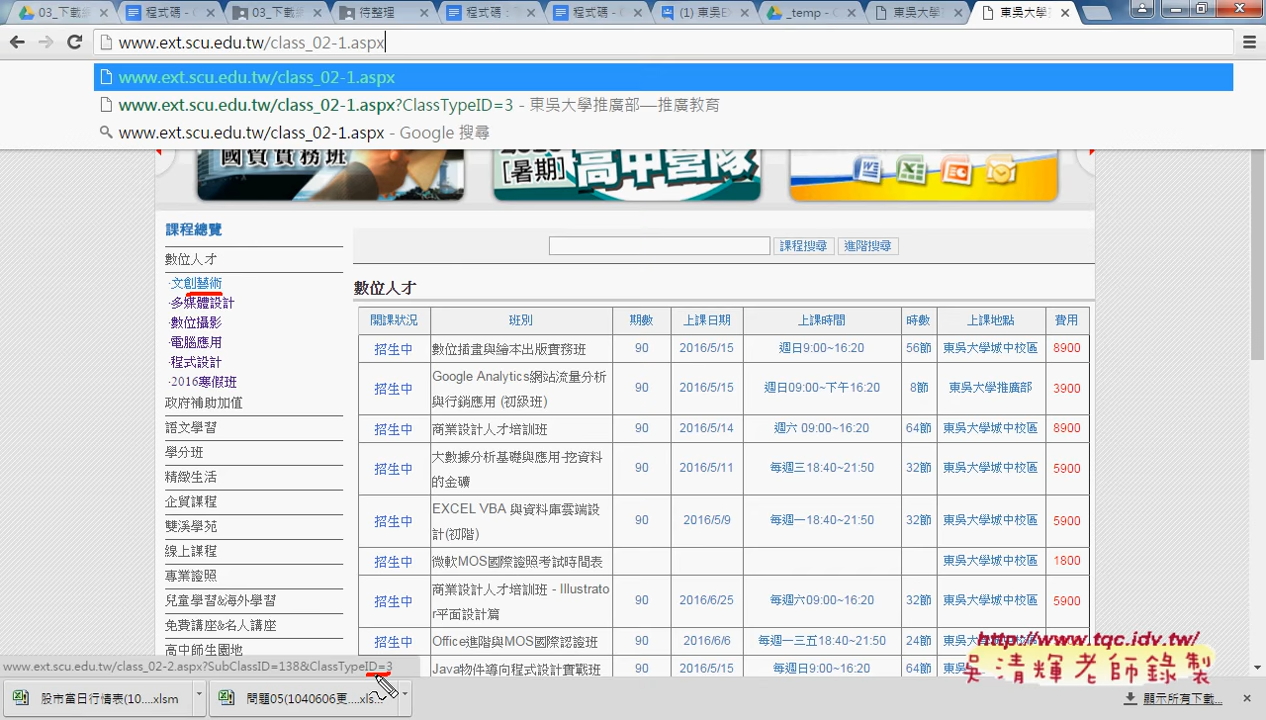 03_下載
程式碼 -
03_下載
待整理
程式碼 - T
程式碼 -
(1) 東吳E
_temp - G
東吳大學
東吳大學
www.ext.scu.edu.tw/class_02-1.aspx
www.ext.scu.edu.tw/class_02-1.aspx
www.ext.scu.edu.tw/class_02-1.aspx?ClassTypeID=3 - 東吳大學推廣部—推廣教育
www.ext.scu.edu.tw/class_02-1.aspx - Google 搜尋
國貿實務班
[暑期]
高中營隊
課程總覽
數位人才
·文創藝術
·多媒體設計
·數位攝影
·電腦應用
·程式設計
·2016寒假班
政府補助加值
語文學習
學分班
精緻生活
企貿課程
雙溪學苑
線上課程
專業證照
兒童學習&海外學習
免費講座&名人講座
高中師生園地
課程搜尋 進階搜尋
數位人才
開課狀況 班別 期數 上課日期 上課時間 時數 上課地點 費用
招生中 數位插畫與繪本出版實務班 90 2016/5/15 週日9:00~16:20 56節 東吳大學城中校區 8900
招生中 Google Analytics網站流量分析與行銷應用 (初級班) 90 2016/5/15 週日09:00~下午16:20 8節 東吳大學推廣部 3900
招生中 商業設計人才培訓班 90 2016/5/14 週六 09:00~16:20 64節 東吳大學城中校區 8900
招生中 大數據分析基礎與應用-挖資料的金礦 90 2016/5/11 每週三18:40~21:50 32節 東吳大學城中校區 5900
招生中 EXCEL VBA 與資料庫雲端設計(初階) 90 2016/5/9 每週一18:40~21:50 32節 東吳大學城中校區 5900
招生中 微軟MOS國際證照考試時間表 東吳大學城中校區 1800
招生中 商業設計人才培訓班 - Illustrator平面設計篇 90 2016/6/25 每週六09:00~16:20 32節 東吳大學城中校區 5900
招生中 Office進階與MOS國際認證班 90 2016/6/6 每週一三五18:40~21:50 24節
招生中 Java物件導向程式設計實戰班 90 2016/5/15 每週日9:00~16:20 64節
http://www.tqc.idv.tw/
吳清輝老師錄製
www.ext.scu.edu.tw/class_02-2.aspx?SubClassID=138&ClassTypeID=3
股市當日行情表(10....xlsm
問題05(1040606更....xls...
顯示所有下載...